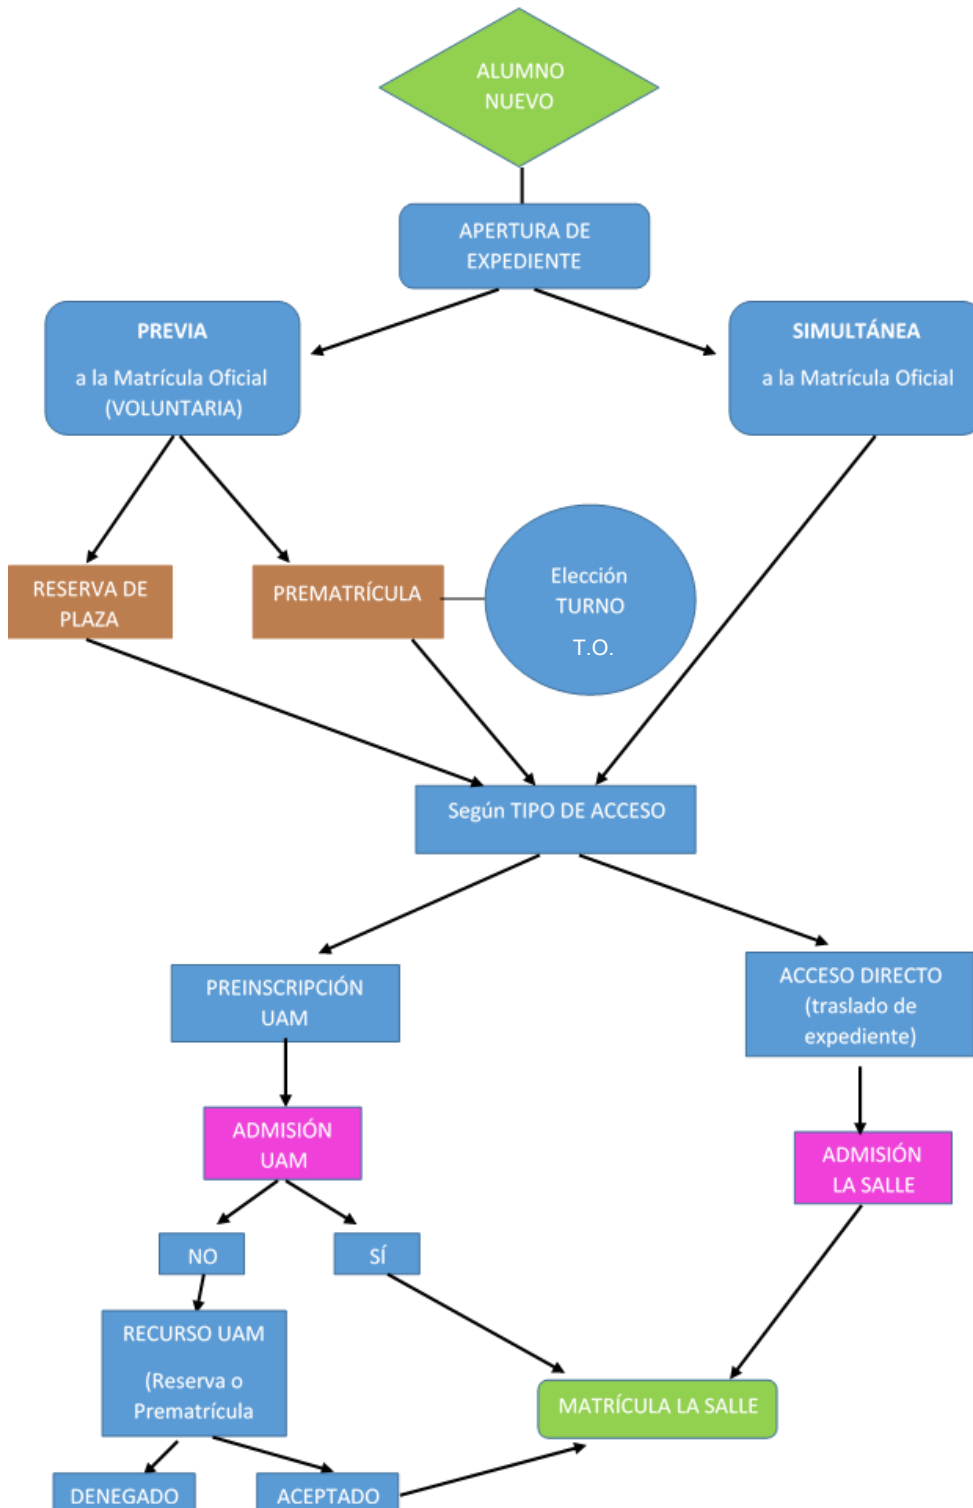 ALUMNO
NUEVO
APERTURA DE
EXPEDIENTE
PREVIA
a la Matrícula Oficial
(VOLUNTARIA)
SIMULTÁNEA
a la Matrícula Oficial
RESERVA DE
PLAZA
PREMATRÍCULA
Elección
TURNO
T.O.
Según TIPO DE ACCESO
PREINSCRIPCIÓN
UAM
ACCESO DIRECTO
(traslado de
expediente)
ADMISIÓN
UAM
ADMISIÓN
LA SALLE
NO
SÍ
RECURSO UAM
(Reserva o
Prematrícula
MATRÍCULA LA SALLE
DENEGADO
ACEPTADO